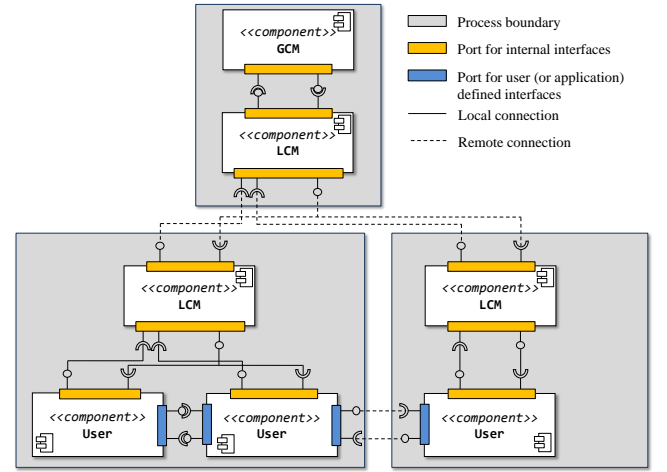 <<component>>
GCM
<<component>>
LCM
Process boundary
Port for internal interfaces
Port for user (or application)
defined interfaces
Local connection
Remote connection
<<component>>
LCM
<<component>>
LCM
<<component>>
User
<<component>>
User
<<component>>
User